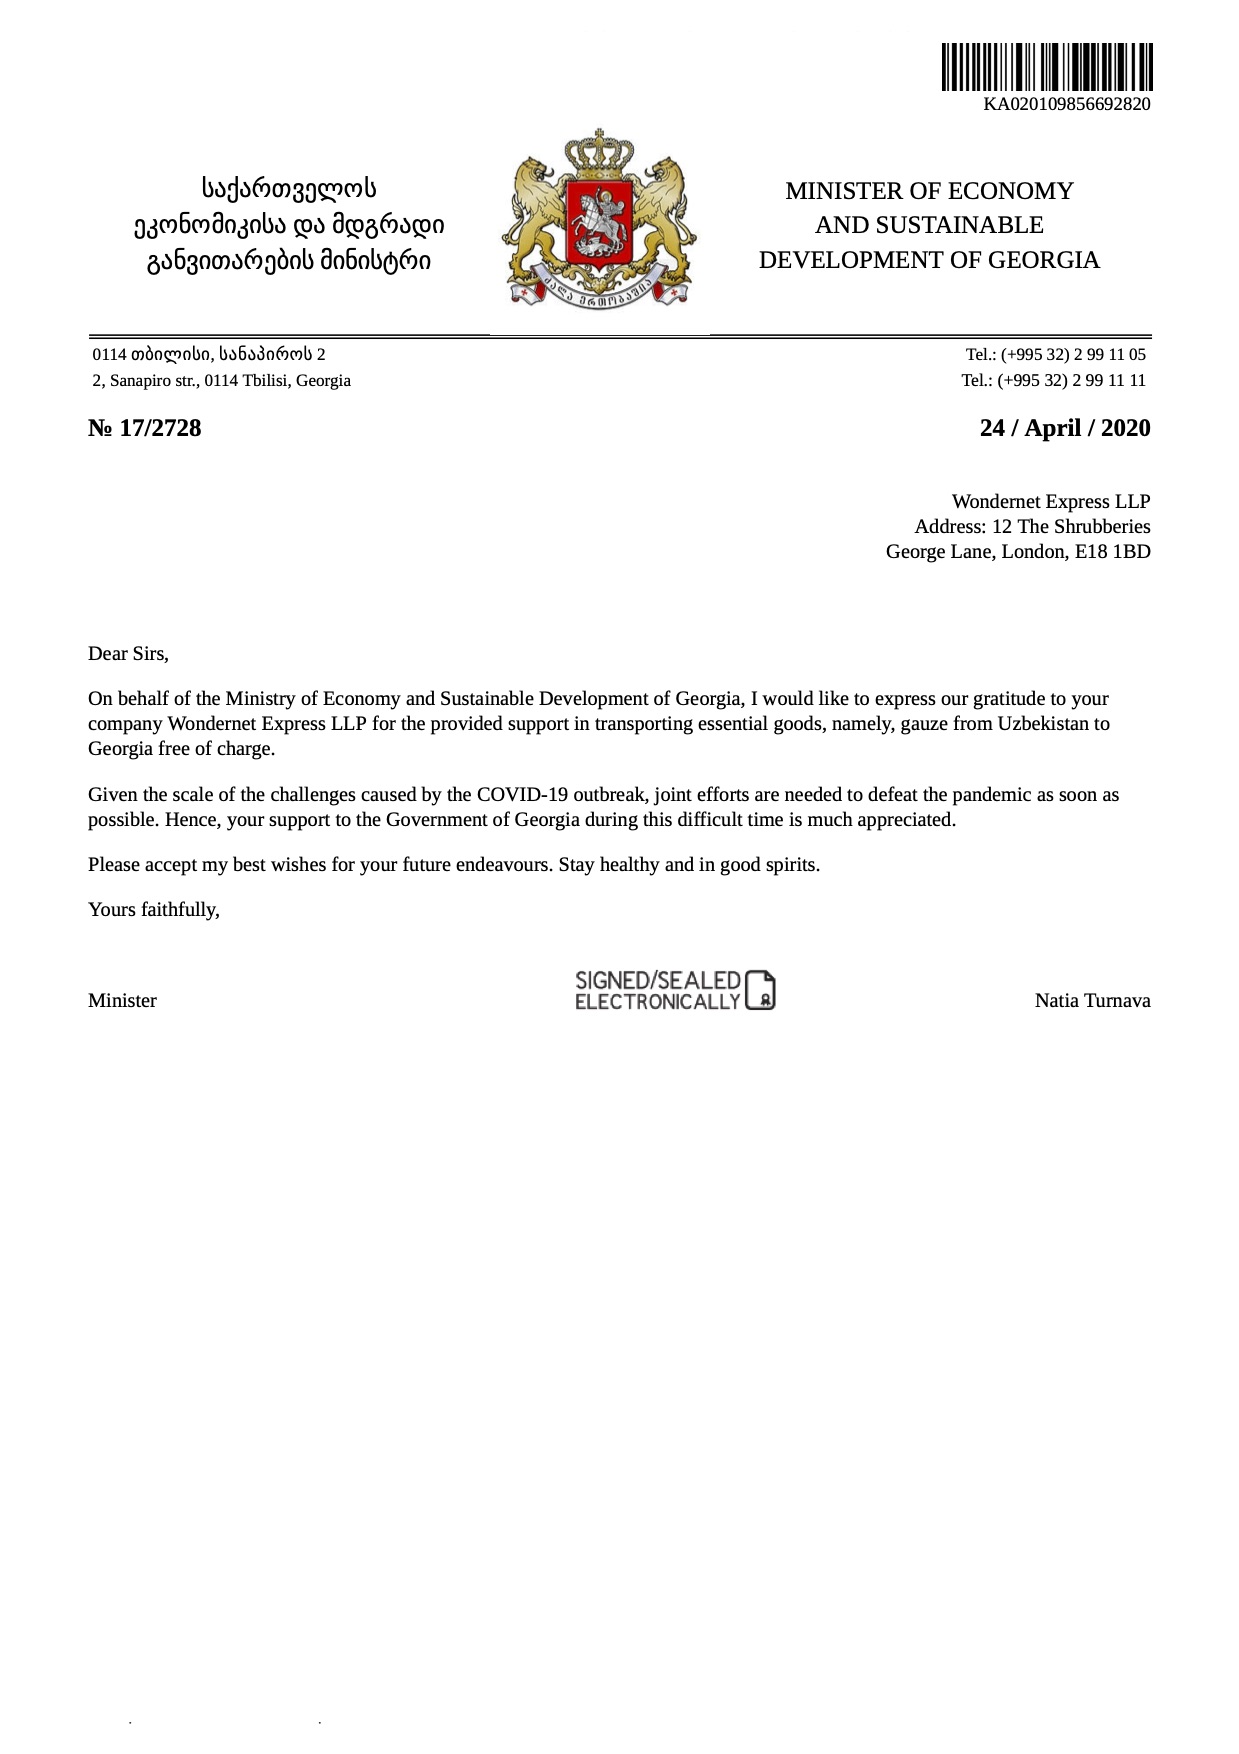 KA020109856692820
საქართველოს
ეკონომიკისა და მდგრადი
განვითარების მინისტრი
ძალა ერთობაშია
MINISTER OF ECONOMY
AND SUSTAINABLE
DEVELOPMENT OF GEORGIA
0114 თბილისი, სანაპიროს 2
2, Sanapiro str., 0114 Tbilisi, Georgia
Tel.: (+995 32) 2 99 11 05
Tel.: (+995 32) 2 99 11 11
№ 17/2728
24 / April / 2020
Wondernet Express LLP
Address: 12 The Shrubberies
George Lane, London, E18 1BD
Dear Sirs,
On behalf of the Ministry of Economy and Sustainable Development of Georgia, I would like to express our gratitude to your
company Wondernet Express LLP for the provided support in transporting essential goods, namely, gauze from Uzbekistan to
Georgia free of charge.
Given the scale of the challenges caused by the COVID-19 outbreak, joint efforts are needed to defeat the pandemic as soon as
possible. Hence, your support to the Government of Georgia during this difficult time is much appreciated.
Please accept my best wishes for your future endeavours. Stay healthy and in good spirits.
Yours faithfully,
Minister
SIGNED/SEALED
ELECTRONICALLY
Natia Turnava